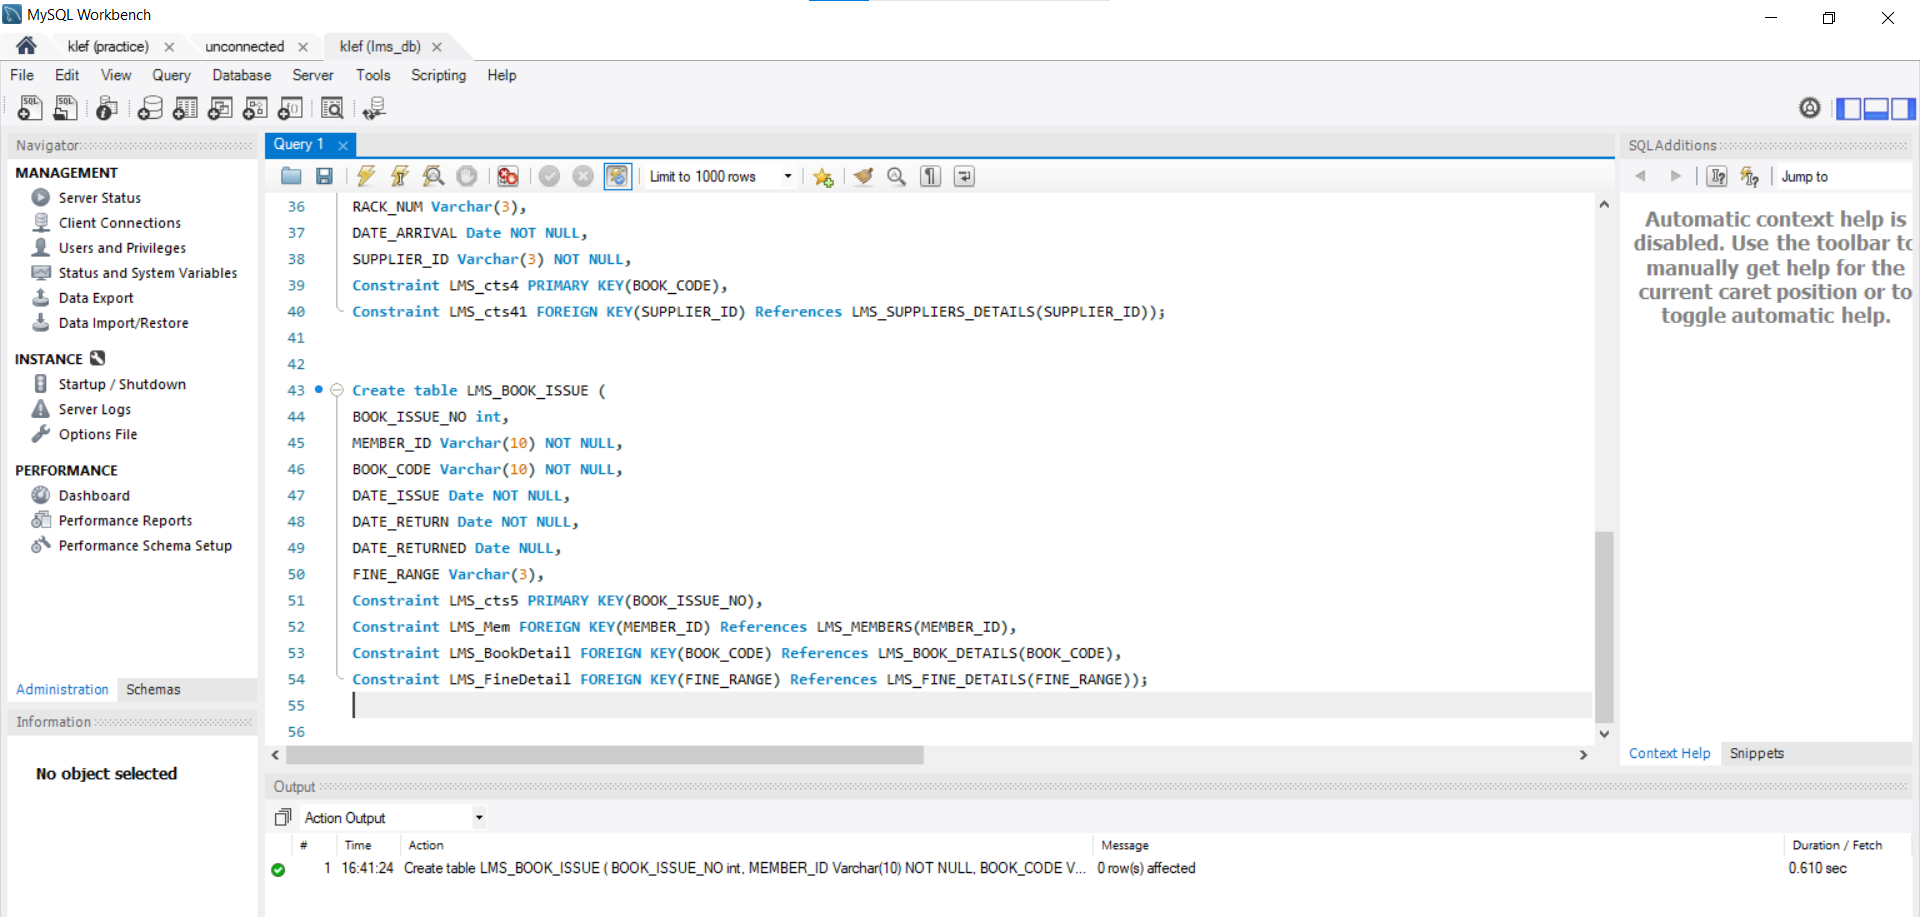 MySQL Workbench
klef (practice)
unconnected
klef (lms_db)
File Edit View Query Database Server Tools Scripting Help
Navigator
MANAGEMENT
Server Status
Client Connections
Users and Privileges
Status and System Variables
Data Export
Data Import/Restore
INSTANCE
Startup / Shutdown
Server Logs
Options File
PERFORMANCE
Dashboard
Performance Reports
Performance Schema Setup
Administration Schemas
Information
No object selected
Query 1
Limit to 1000 rows
36 RACK_NUM Varchar(3),
37 DATE_ARRIVAL Date NOT NULL,
38 SUPPLIER_ID Varchar(3) NOT NULL,
39 Constraint LMS_cts4 PRIMARY KEY(BOOK_CODE),
40 Constraint LMS_cts41 FOREIGN KEY(SUPPLIER_ID) References LMS_SUPPLIERS_DETAILS(SUPPLIER_ID));
41
42
43 Create table LMS_BOOK_ISSUE (
44 BOOK_ISSUE_NO int,
45 MEMBER_ID Varchar(10) NOT NULL,
46 BOOK_CODE Varchar(10) NOT NULL,
47 DATE_ISSUE Date NOT NULL,
48 DATE_RETURN Date NOT NULL,
49 DATE_RETURNED Date NULL,
50 FINE_RANGE Varchar(3),
51 Constraint LMS_cts5 PRIMARY KEY(BOOK_ISSUE_NO),
52 Constraint LMS_Mem FOREIGN KEY(MEMBER_ID) References LMS_MEMBERS(MEMBER_ID),
53 Constraint LMS_BookDetail FOREIGN KEY(BOOK_CODE) References LMS_BOOK_DETAILS(BOOK_CODE),
54 Constraint LMS_FineDetail FOREIGN KEY(FINE_RANGE) References LMS_FINE_DETAILS(FINE_RANGE));
55
56
SQLAdditions
Jump to
Automatic context help is
disabled. Use the toolbar to
manually get help for the
current caret position or to
toggle automatic help.
Context Help Snippets
Output
Action Output
# Time Action Message Duration / Fetch
1 16:41:24 Create table LMS_BOOK_ISSUE ( BOOK_ISSUE_NO int, MEMBER_ID Varchar(10) NOT NULL, BOOK_CODE V... 0 row(s) affected 0.610 sec